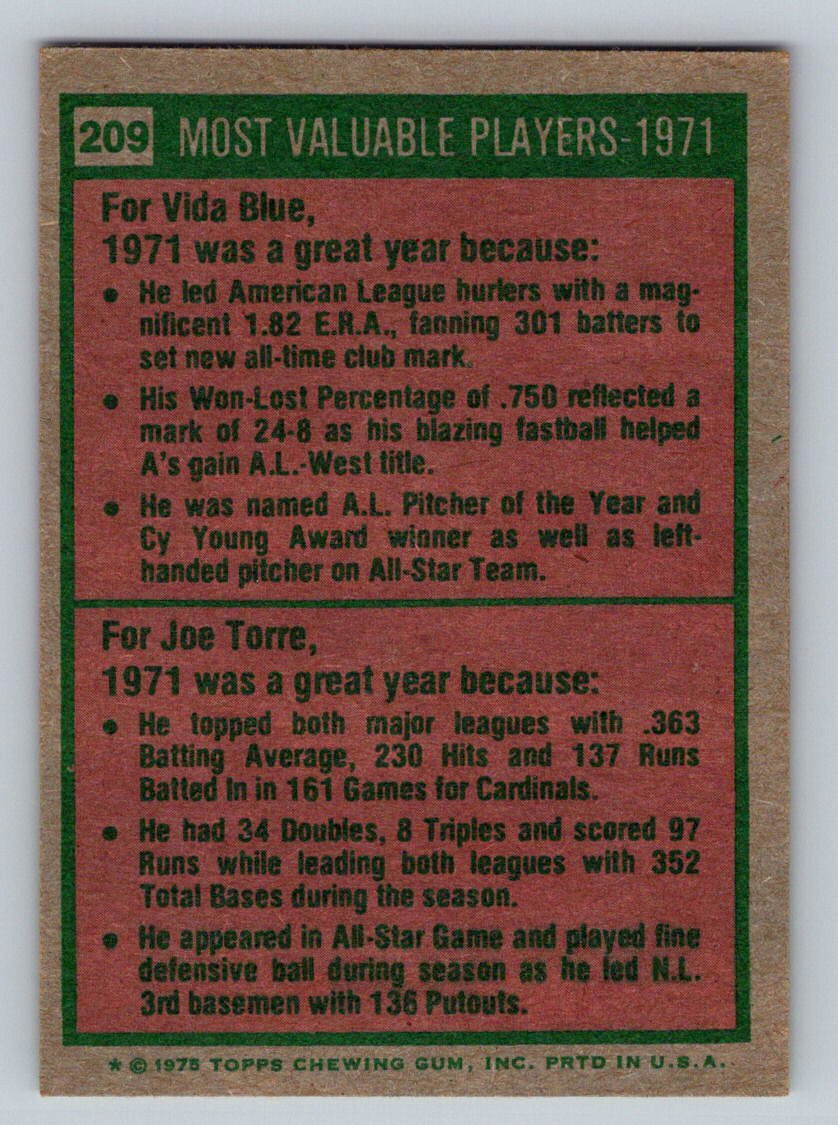 209 MOST VALUABLE PLAYERS-1971
For Vida Blue,
1971 was a great year because:
• He led American League hurlers with a mag-
nificent 1.82 E.R.A., fanning 301 batters to
set new all-time club mark.
• His Won-Lost Percentage of .750 reflected a
mark of 24-8 as his blazing fastball helped
A's gain A.L.-West title.
• He was named A.L. Pitcher of the Year and
Cy Young Award winner as well as left-
handed pitcher on All-Star Team.
For Joe Torre,
1971 was a great year because:
• He topped both major leagues with .363
Batting Average, 230 Hits and 137 Runs
Batted In in 161 Games for Cardinals.
• He had 34 Doubles, 8 Triples and scored 97
Runs while leading both leagues with 352
Total Bases during the season.
• He appeared in All-Star Game and played fine
defensive ball during season as he led N.L.
3rd basemen with 136 Putouts.
* © 1975 TOPPS CHEWING GUM, INC. PRTD IN U.S.A.